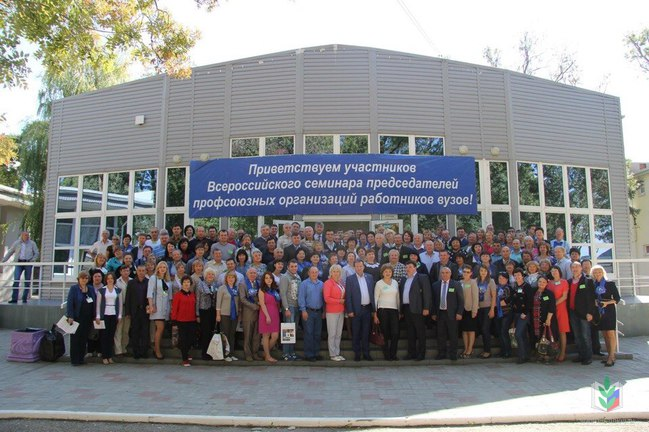 Приветствуем участников
Всероссийского семинара председателей
профсоюзных организаций работников вузов!